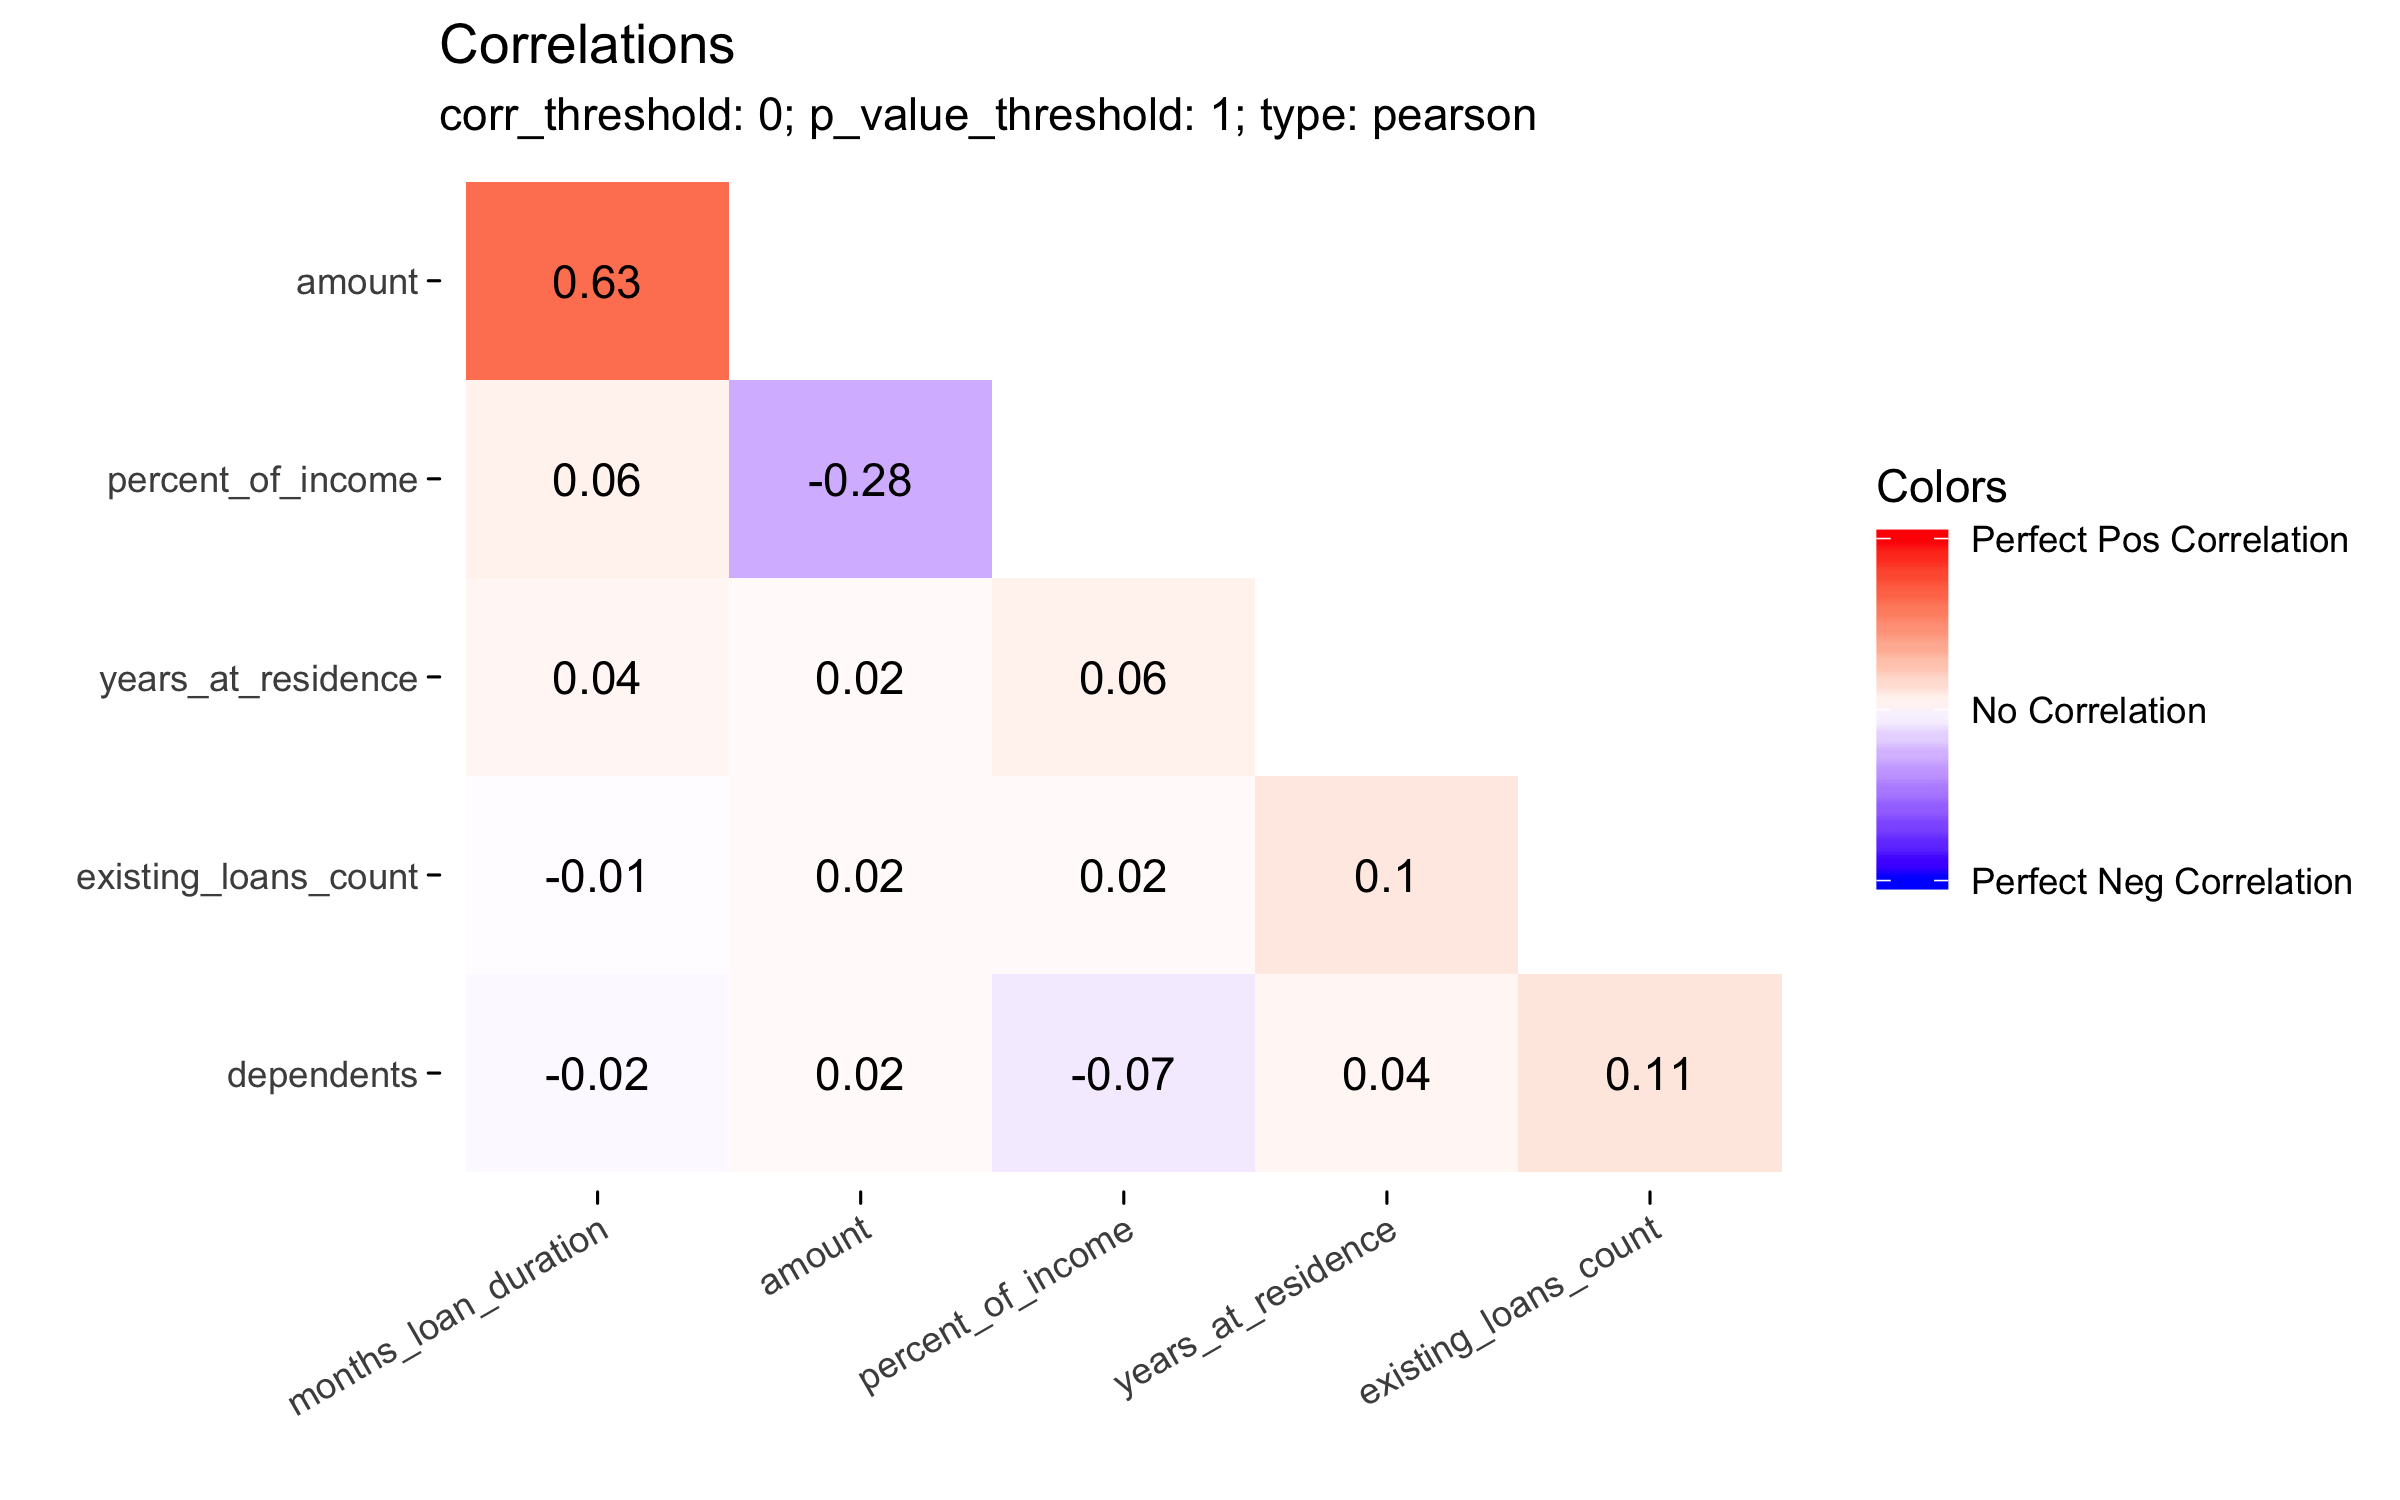 Correlations
corr_threshold: 0; p_value_threshold: 1; type: pearson
amount
0.63
percent_of_income
0.06
-0.28
years_at_residence
0.04
0.02
0.06
existing_loans_count
-0.01
0.02
0.02
0.1
dependents
-0.02
0.02
-0.07
0.04
0.11
months_loan_duration
amount
percent_of_income
years_at_residence
existing_loans_count
Colors
Perfect Pos Correlation
No Correlation
Perfect Neg Correlation